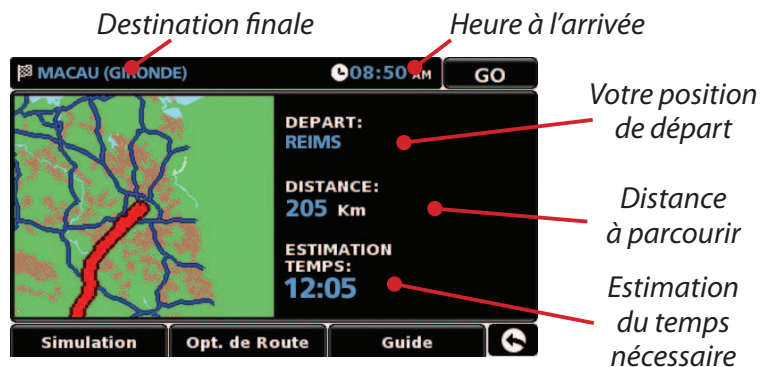 Destination finale
Heure à l'arrivée
MACAU (GIRONDE)
08:50 AM
GO
Votre position
de départ
DEPART:
REIMS
DISTANCE:
205 Km
Distance
à parcourir
ESTIMATION
TEMPS:
12:05
Estimation
du temps
nécessaire
Simulation
Opt. de Route
Guide